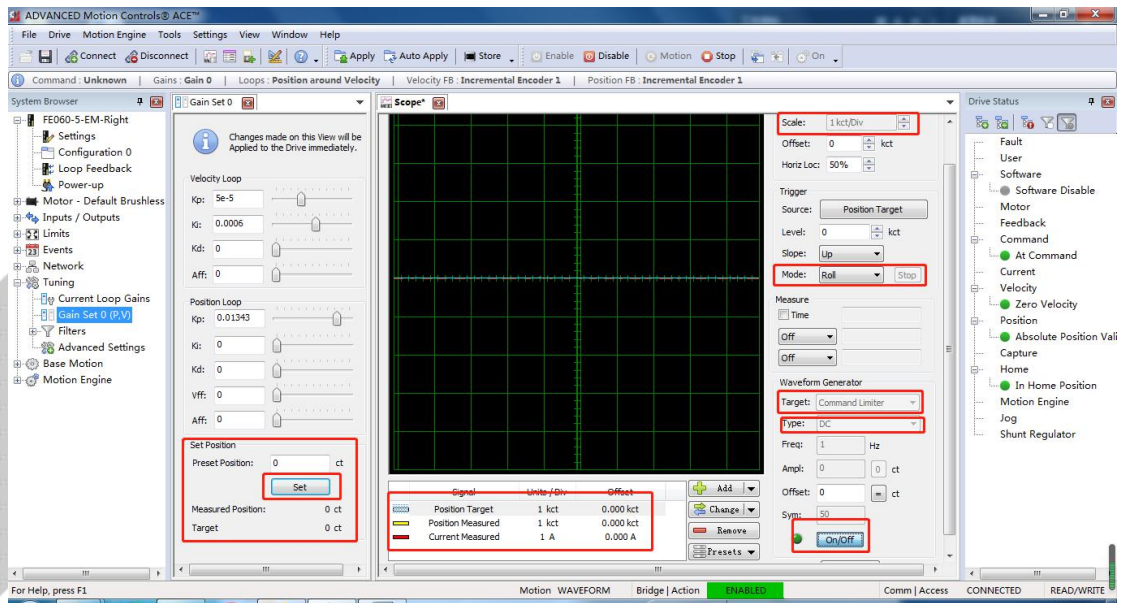 ADVANCED Motion Controls® ACE™
File Drive Motion Engine Tools Settings View Window Help
Connect Disconnect Apply Auto Apply Store Enable Disable Motion Stop On
Command : Unknown | Gains : Gain 0 | Loops : Position around Velocity | Velocity FB : Incremental Encoder 1 | Position FB : Incremental Encoder 1
System Browser
FE060-5-EM-Right
Settings
Configuration 0
Loop Feedback
Power-up
Motor - Default Brushless
Inputs / Outputs
Limits
23 Events
Network
Tuning
Current Loop Gains
Gain Set 0 (P,V)
Filters
Advanced Settings
Base Motion
Motion Engine
Gain Set 0
Changes made on this View will be
Applied to the Drive immediately.
Velocity Loop
Kp: 5e-5
Ki: 0.0006
Kd: 0
Aff: 0
Position Loop
Kp: 0.01343
Ki: 0
Kd: 0
Vff: 0
Aff: 0
Set Position
Preset Position: 0 ct
Set
Measured Position: 0 ct
Target 0 ct
Scope*
Signal Units / Div Offset
Position Target 1 kct 0.000 kct
Position Measured 1 kct 0.000 kct
Current Measured 1 A 0.000 A
Add
Change
Remove
Presets
Scale: 1 kct/Div
Offset: 0 kct
Horiz Loc: 50%
Trigger
Source: Position Target
Level: 0 kct
Slope: Up
Mode: Roll Stop
Measure
Time
Off
Off
Waveform Generator
Target: Command Limiter
Type: DC
Freq: 1 Hz
Ampl: 0 0 ct
Offset: 0 = ct
Sym: 50
On/Off
Drive Status
Fault
User
Software
Software Disable
Motor
Feedback
Command
At Command
Current
Velocity
Zero Velocity
Position
Absolute Position Vali
Capture
Home
In Home Position
Motion Engine
Jog
Shunt Regulator
For Help, press F1 Motion WAVEFORM Bridge | Action ENABLED Comm | Access CONNECTED READ/WRITE